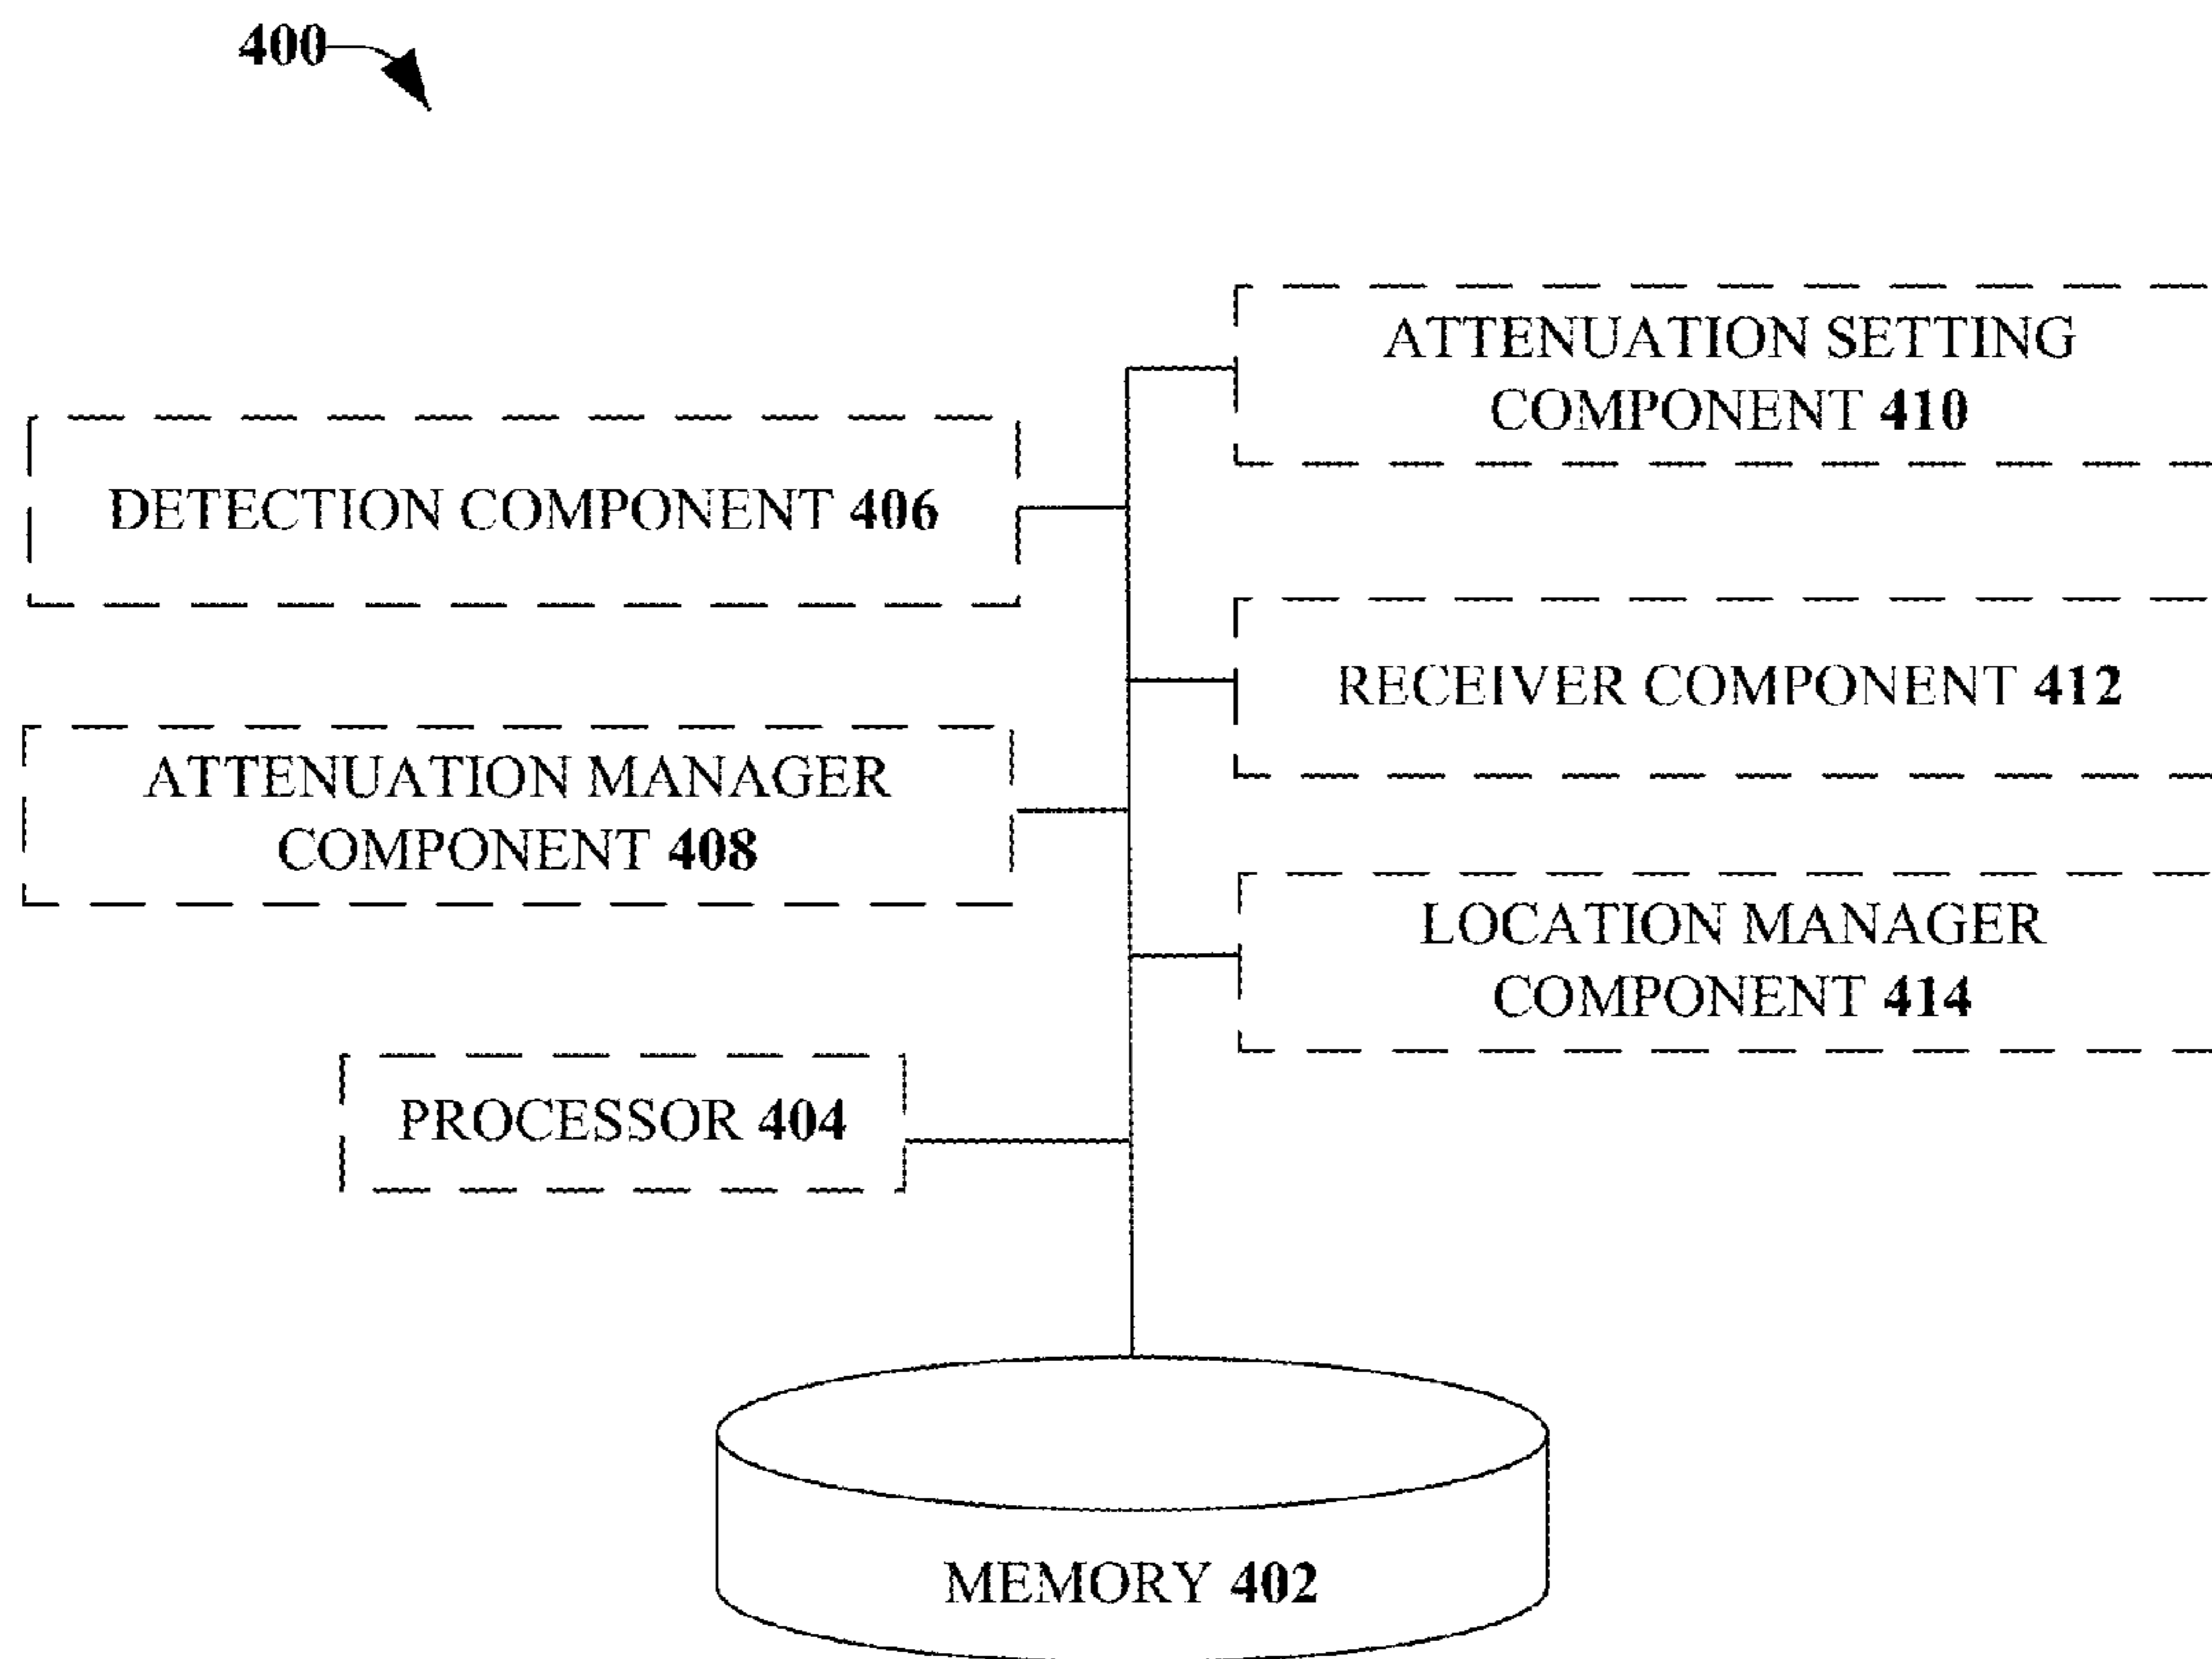 400
ATTENUATION SETTING
COMPONENT 410
DETECTION COMPONENT 406
RECEIVER COMPONENT 412
ATTENUATION MANAGER
COMPONENT 408
LOCATION MANAGER
COMPONENT 414
PROCESSOR 404
MEMORY 402